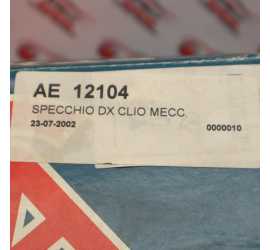 AE 12104
SPECCHIO DX CLIO MECC.
23-07-2002 0000010